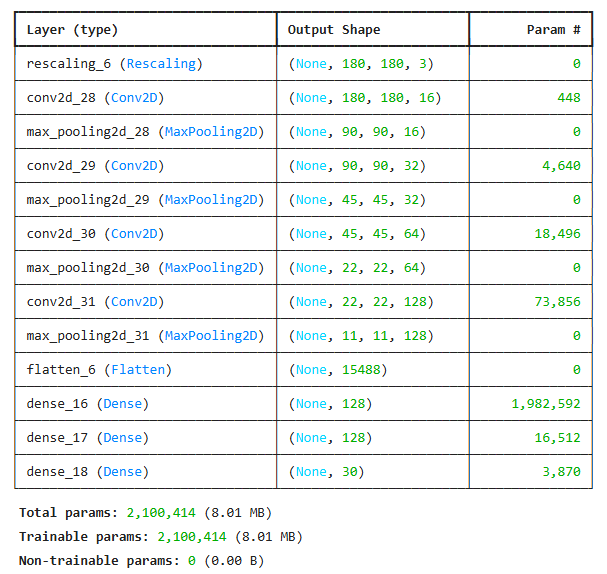 Layer (type) Output Shape Param #
rescaling_6 (Rescaling) (None, 180, 180, 3) 0
conv2d_28 (Conv2D) (None, 180, 180, 16) 448
max_pooling2d_28 (MaxPooling2D) (None, 90, 90, 16) 0
conv2d_29 (Conv2D) (None, 90, 90, 32) 4,640
max_pooling2d_29 (MaxPooling2D) (None, 45, 45, 32) 0
conv2d_30 (Conv2D) (None, 45, 45, 64) 18,496
max_pooling2d_30 (MaxPooling2D) (None, 22, 22, 64) 0
conv2d_31 (Conv2D) (None, 22, 22, 128) 73,856
max_pooling2d_31 (MaxPooling2D) (None, 11, 11, 128) 0
flatten_6 (Flatten) (None, 15488) 0
dense_16 (Dense) (None, 128) 1,982,592
dense_17 (Dense) (None, 128) 16,512
dense_18 (Dense) (None, 30) 3,870
Total params: 2,100,414 (8.01 MB)
Trainable params: 2,100,414 (8.01 MB)
Non-trainable params: 0 (0.00 B)